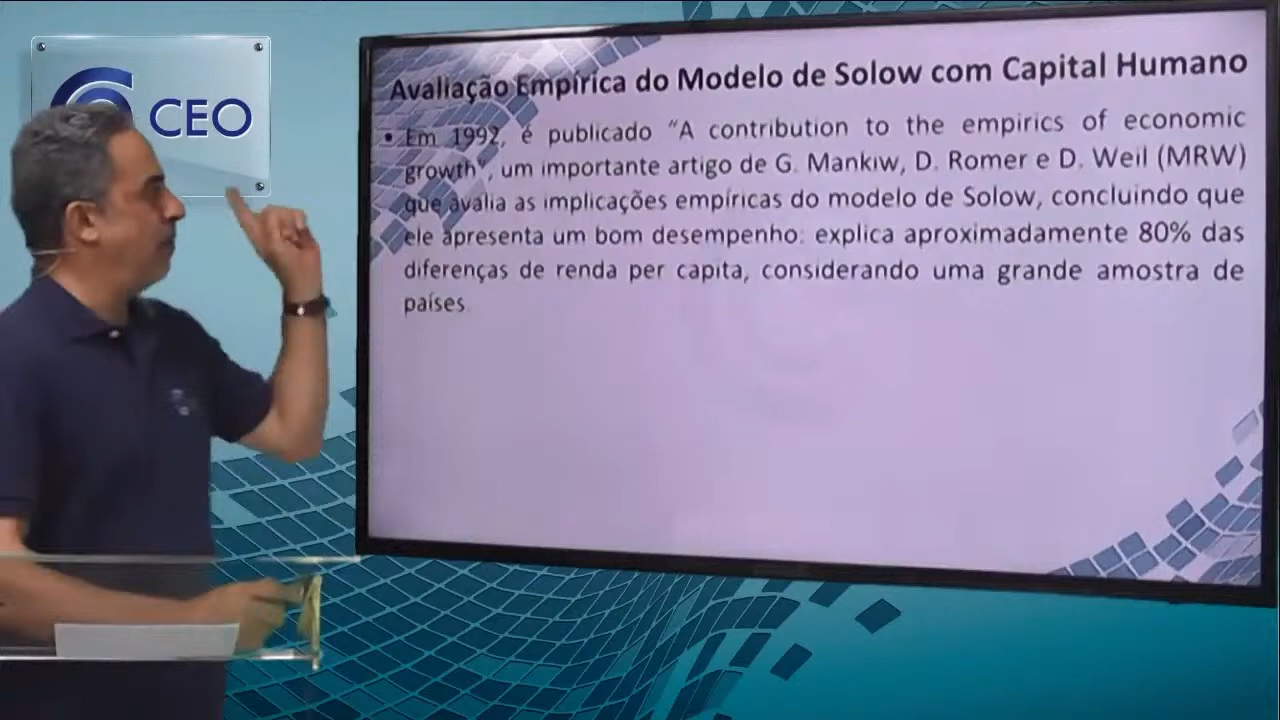 CEO
Avaliação Empírica do Modelo de Solow com Capital Humano
• Em 1992, é publicado “A contribution to the empirics of economic
growth”, um importante artigo de G. Mankiw, D. Romer e D. Weil (MRW)
que avalia as implicações empíricas do modelo de Solow, concluindo que
ele apresenta um bom desempenho: explica aproximadamente 80% das
diferenças de renda per capita, considerando uma grande amostra de
países.